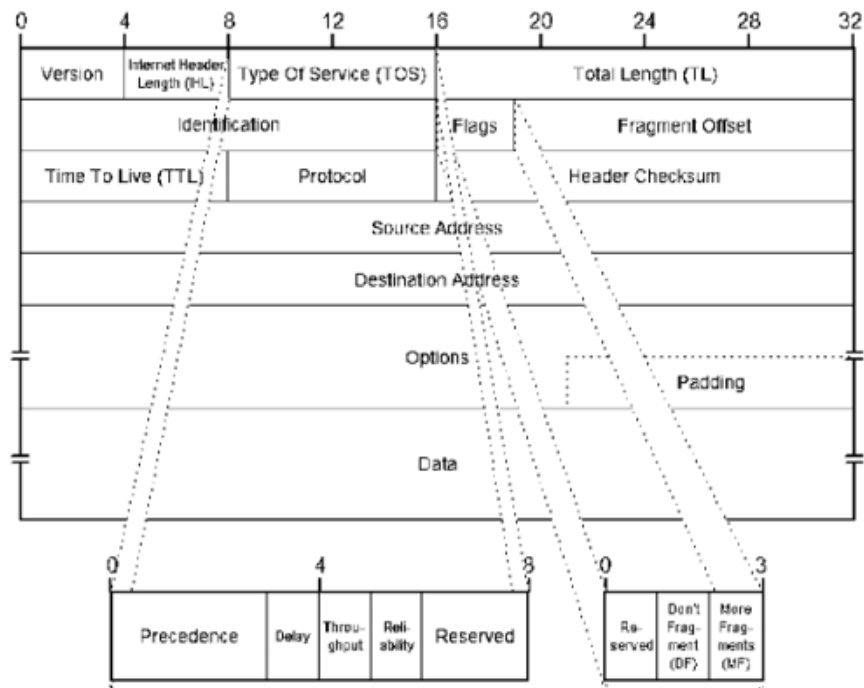 0 4 8 12 16 20 24 28 32
Version Internet Header Length (IHL) Type Of Service (TOS) Total Length (TL)
Identification Flags Fragment Offset
Time To Live (TTL) Protocol Header Checksum
Source Address
Destination Address
Options
Padding
Data
0 4 8 0 3
Precedence Delay Throu-ghput Reli-ability Reserved Re-served Don't Frag-ment (DF) More Frag-ments (MF)